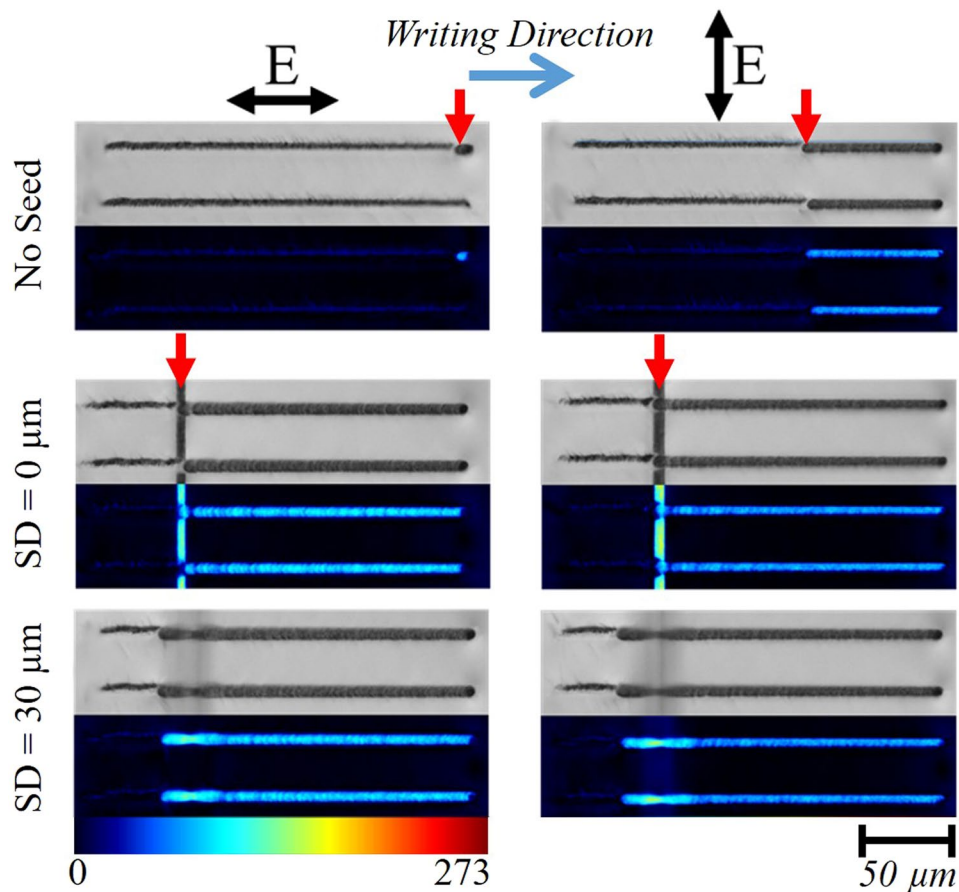 Writing Direction
E
E
No Seed
SD = 0 μm
SD = 30 μm
0
273
50 μm